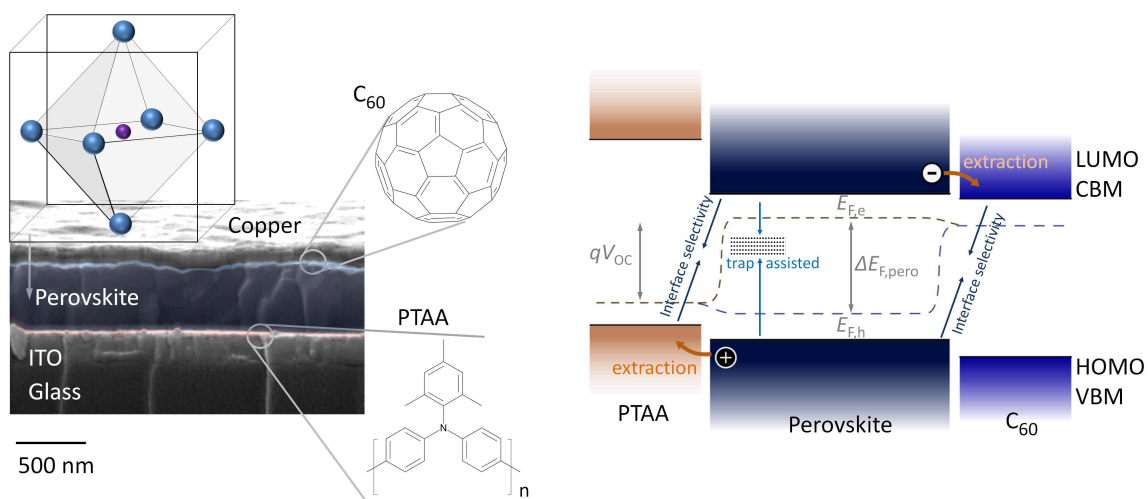 C60
Copper
Perovskite
PTAA
ITO
Glass
500 nm
N
n
extraction
LUMO
CBM
EF,e
qVOC
Interface selectivity
trap assisted
ΔEF,pero
Interface selectivity
EF,h
extraction
HOMO
VBM
PTAA
Perovskite
C60